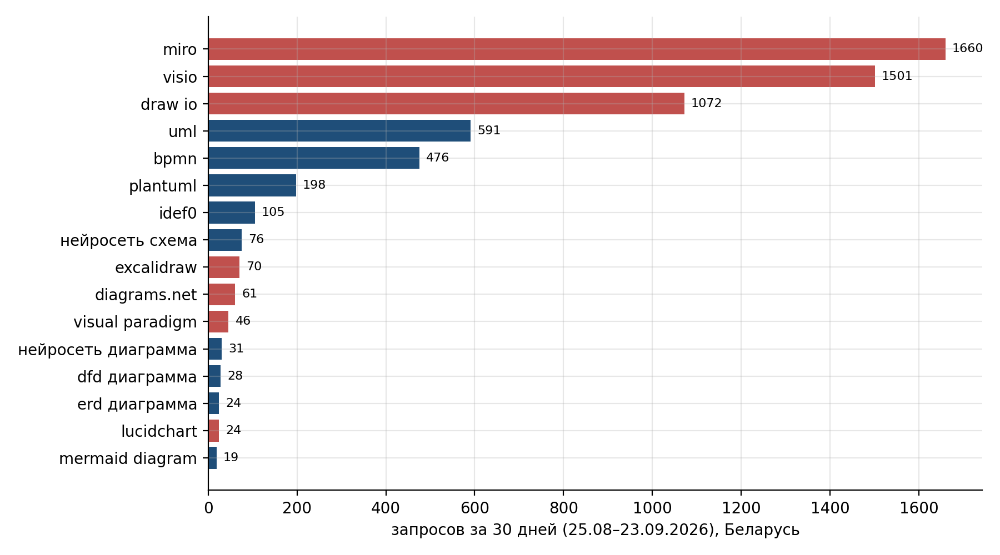 miro 1660
visio 1501
draw io 1072
uml 591
bpmn 476
plantuml 198
idef0 105
нейросеть схема 76
excalidraw 70
diagrams.net 61
visual paradigm 46
нейросеть диаграмма 31
dfd диаграмма 28
erd диаграмма 24
lucidchart 24
mermaid diagram 19
0 200 400 600 800 1000 1200 1400 1600
запросов за 30 дней (25.08–23.09.2026), Беларусь